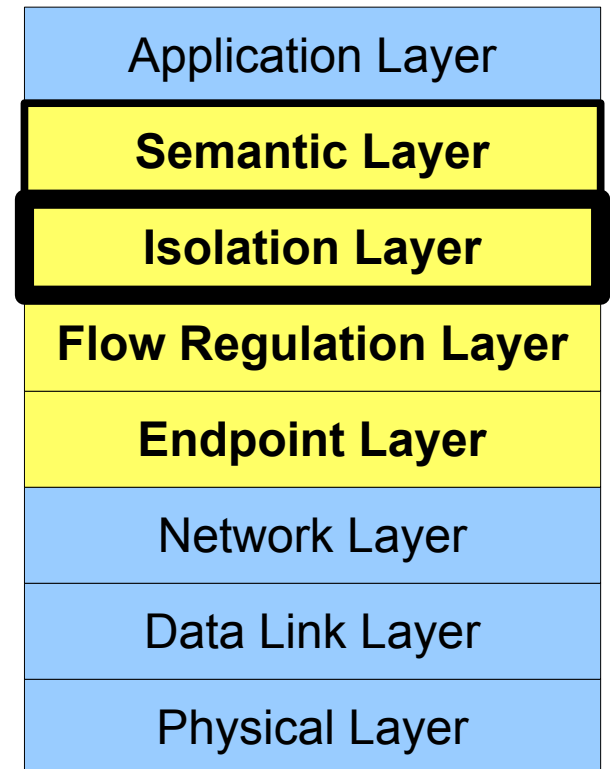 Application Layer
Semantic Layer
Isolation Layer
Flow Regulation Layer
Endpoint Layer
Network Layer
Data Link Layer
Physical Layer